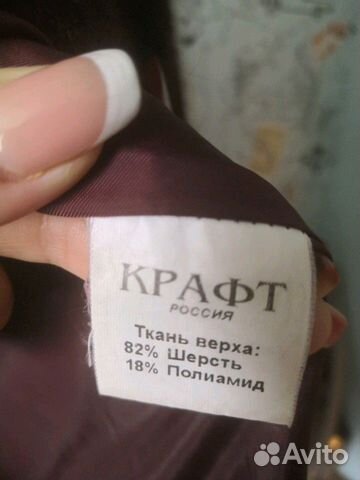 КРАФТ
РОССИЯ
Ткань верха:
82% Шерсть
18% Полиамид
Avito